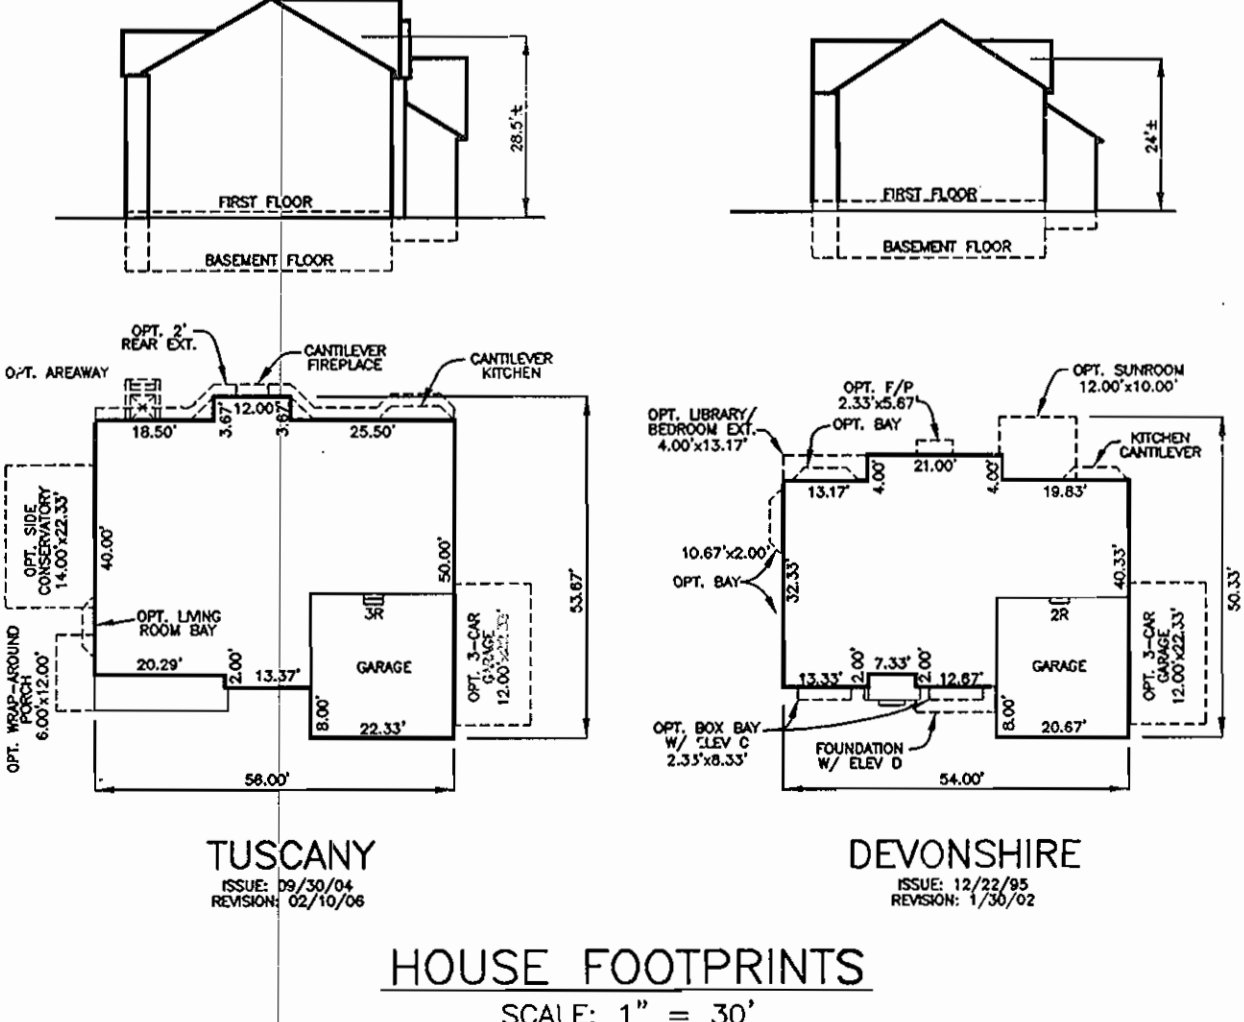 28.5'±
FIRST FLOOR
BASEMENT FLOOR
24'±
FIRST FLOOR
BASEMENT FLOOR
OPT. 2'
REAR EXT.
CANTILEVER
FIREPLACE
CANTILEVER
KITCHEN
OPT. AREAWAY
18.50'
3.67'
12.00'
3.67'
25.50'
OPT. SIDE
CONSERVATORY
14.00'x22.33'
40.00'
50.00'
53.67'
OPT. LIVING
ROOM BAY
3R
GARAGE
OPT. 3-CAR
GARAGE
12.00'x22.33'
OPT. WRAP-AROUND
PORCH
6.00'x12.00'
20.29'
2.00'
13.37'
8.00'
22.33'
56.00'
TUSCANY
ISSUE: 09/30/04
REVISION: 02/10/06
OPT. SUNROOM
12.00'x10.00'
OPT. F/P
2.33'x5.67'
OPT. LIBRARY/
BEDROOM EXT.
4.00'x13.17'
OPT. BAY
KITCHEN
CANTILEVER
13.17'
4.00'
21.00'
4.00'
19.83'
10.67'x2.00'
OPT. BAY
32.33'
40.33'
50.33'
2R
GARAGE
OPT. 3-CAR
GARAGE
12.00'x22.33'
13.33'
2.00'
7.33'
2.00'
12.67'
8.00'
20.67'
OPT. BOX BAY
W/ ELEV C
2.33'x8.33'
FOUNDATION
W/ ELEV D
54.00'
DEVONSHIRE
ISSUE: 12/22/95
REVISION: 1/30/02
HOUSE FOOTPRINTS
SCALE: 1" = 30'